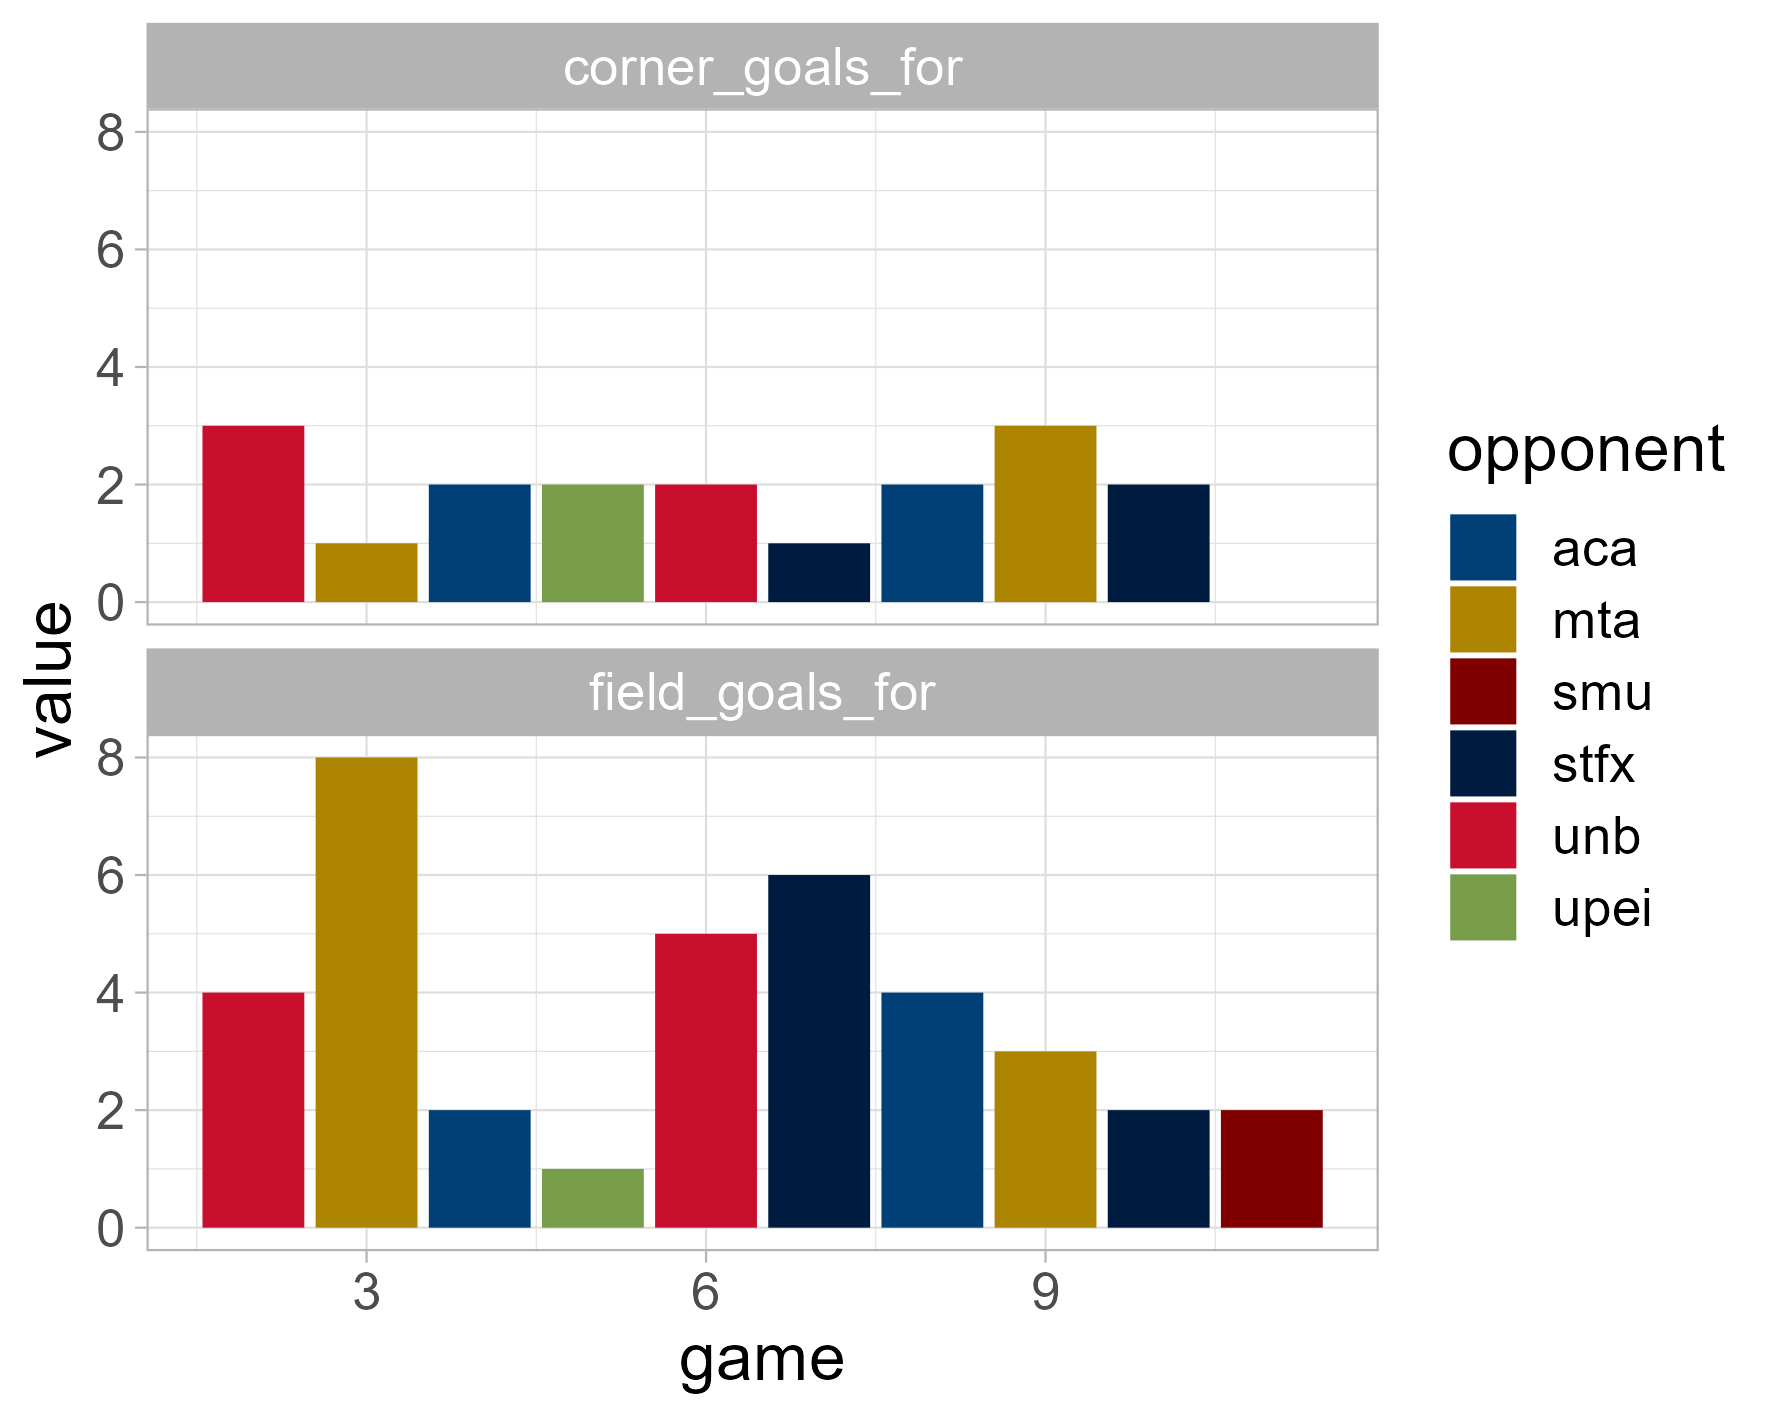 corner_goals_for
8
6
4
2
0
value
field_goals_for
8
6
4
2
0
3 6 9
game
opponent
aca
mta
smu
stfx
unb
upei